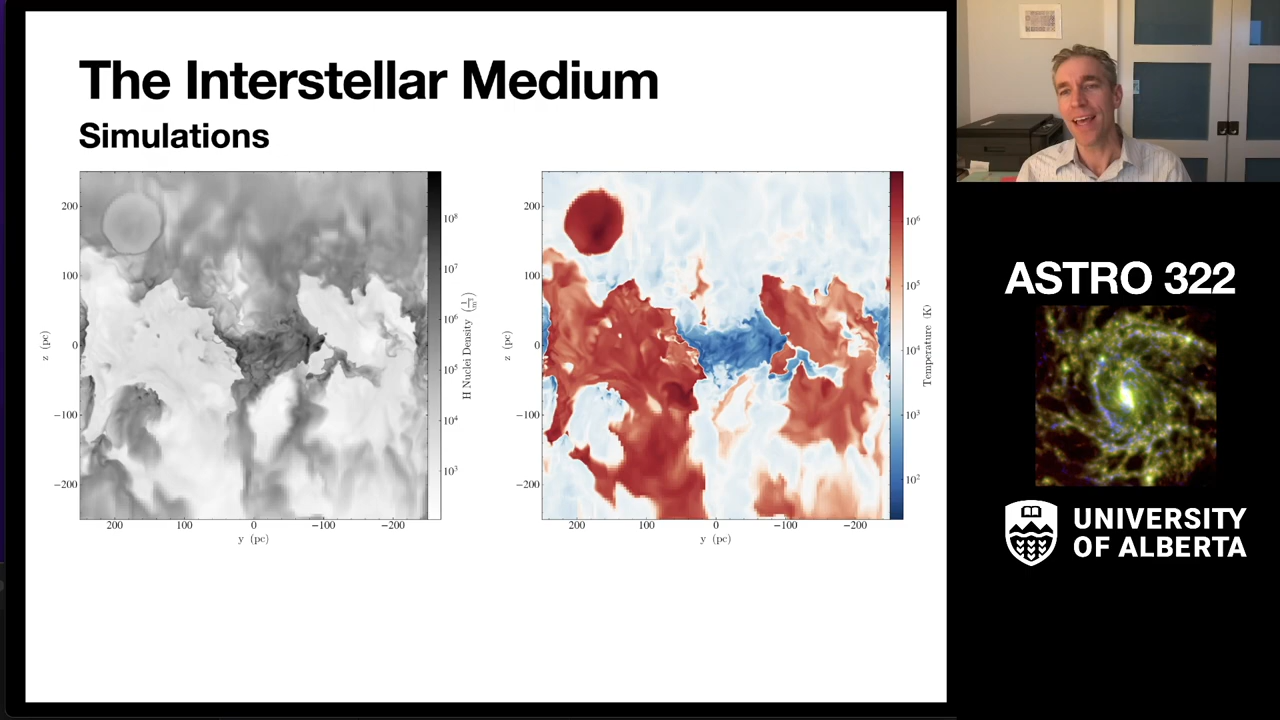 The Interstellar Medium
Simulations
200
100
0
−100
−200
z (pc)
200
100
0
−100
−200
y (pc)
10⁸
10⁷
10⁶
10⁵
10⁴
10³
H Nuclei Density
200
100
0
−100
−200
z (pc)
200
100
0
−100
−200
y (pc)
10⁶
10⁵
10⁴
10³
10²
Temperature (K)
ASTRO 322
UNIVERSITY
OF ALBERTA